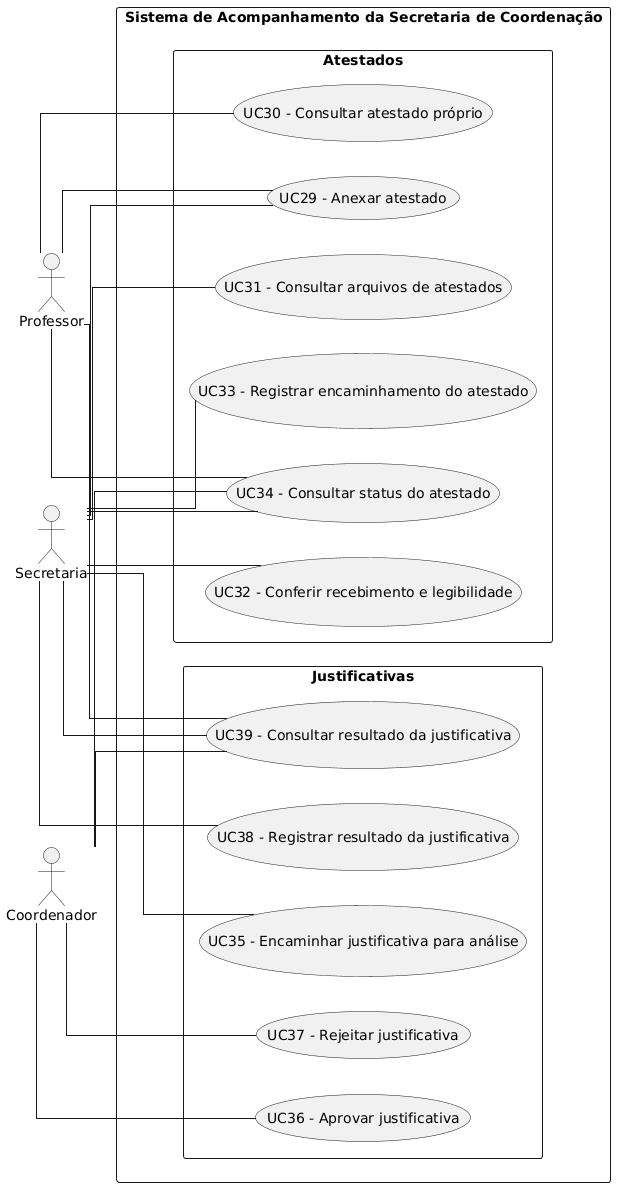 Sistema de Acompanhamento da Secretaria de Coordenação
Atestados
UC30 - Consultar atestado próprio
UC29 - Anexar atestado
UC31 - Consultar arquivos de atestados
Professor
UC33 - Registrar encaminhamento do atestado
UC34 - Consultar status do atestado
Secretaria
UC32 - Conferir recebimento e legibilidade
Justificativas
UC39 - Consultar resultado da justificativa
UC38 - Registrar resultado da justificativa
Coordenador
UC35 - Encaminhar justificativa para análise
UC37 - Rejeitar justificativa
UC36 - Aprovar justificativa